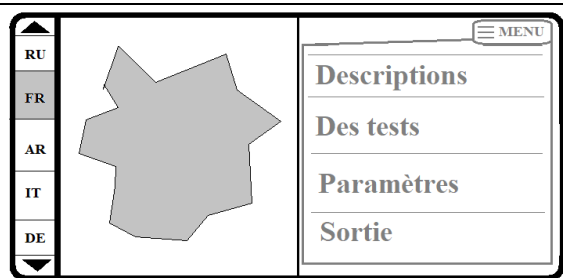 RU
FR
AR
IT
DE
MENU
Descriptions
Des tests
Paramètres
Sortie